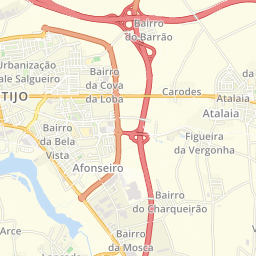 Bairro
do Barrão
Urbanização
ale Salgueiro
Bairro
da Cova
da Loba
Carodes
Atalaia
Atalaia
TIJO
Bairro
da Bela
Vista
Figueira
da Vergonha
Afonseiro
Bairro
do Charqueirão
Arce
Bairro
da Mosca